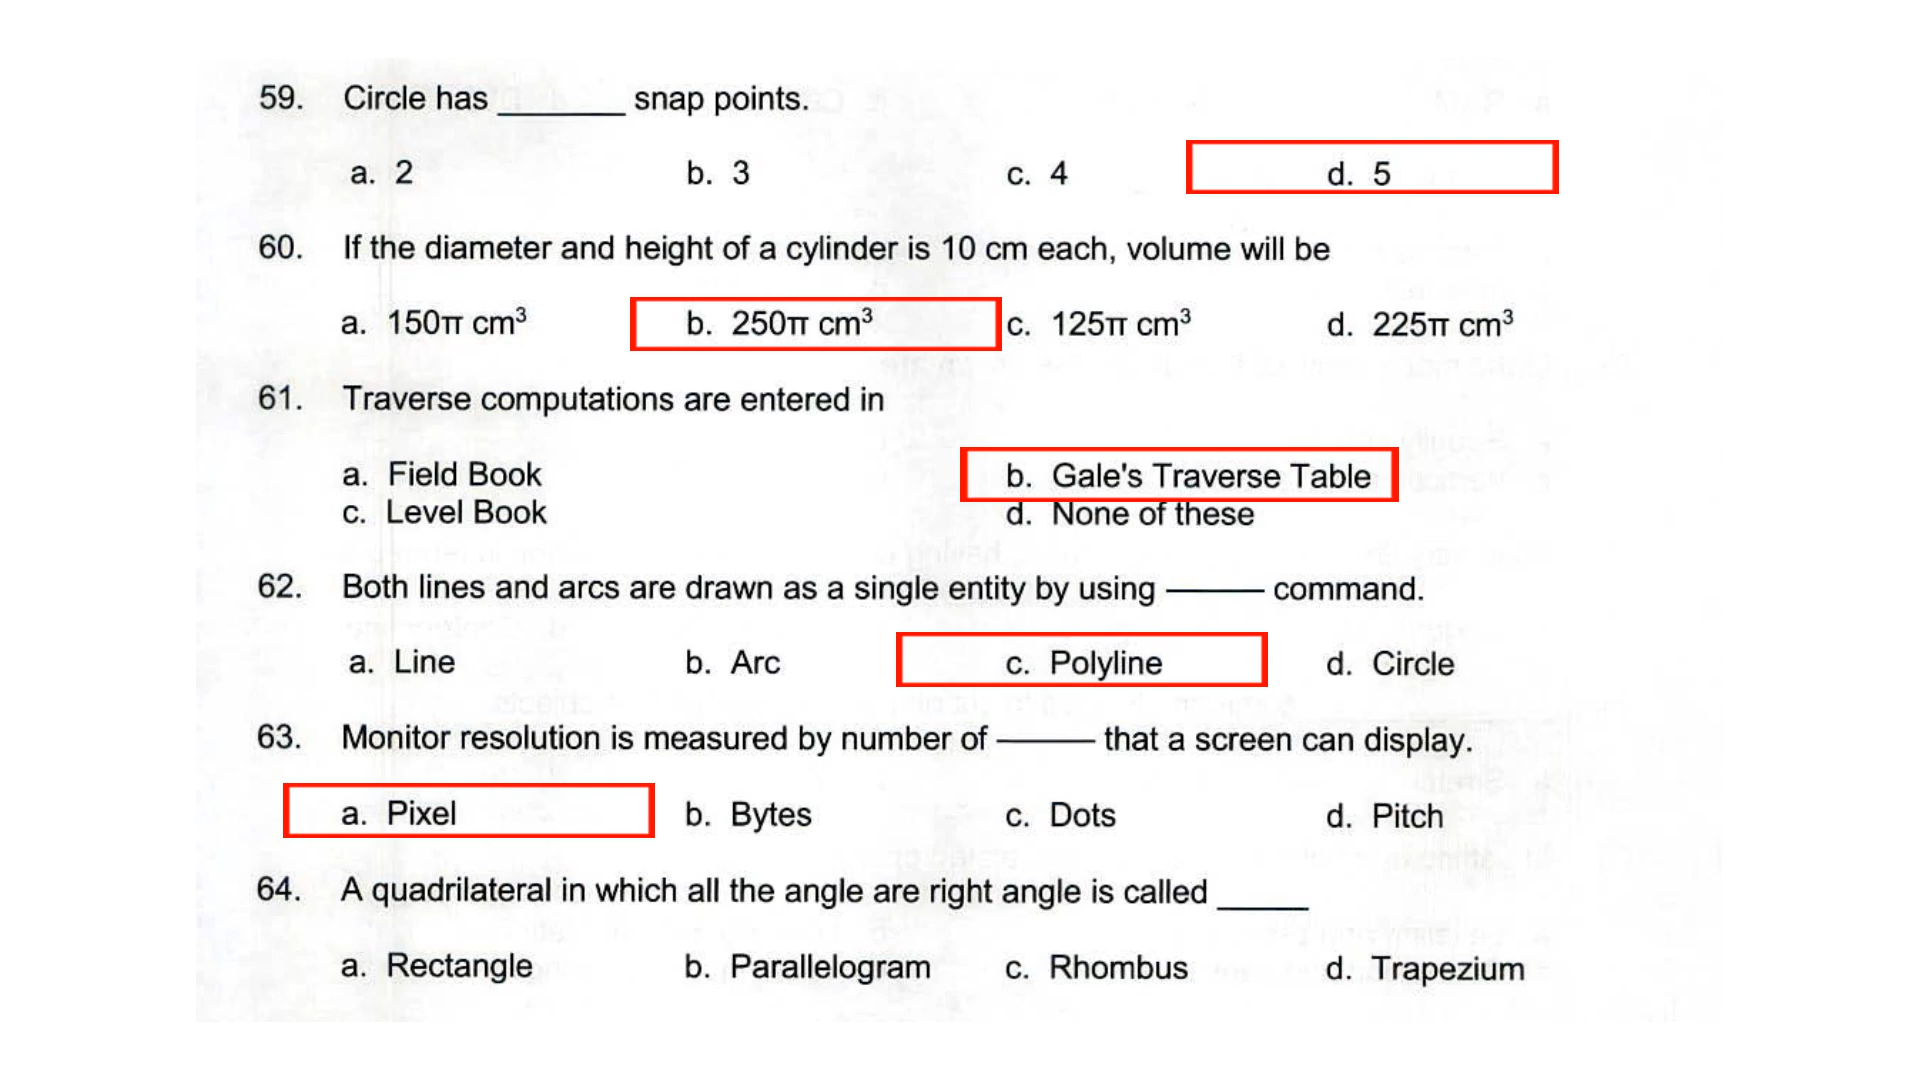 59. Circle has ________ snap points.
a. 2 b. 3 c. 4 d. 5
60. If the diameter and height of a cylinder is 10 cm each, volume will be
a. 150π cm³ b. 250π cm³ c. 125π cm³ d. 225π cm³
61. Traverse computations are entered in
a. Field Book b. Gale's Traverse Table
c. Level Book d. None of these
62. Both lines and arcs are drawn as a single entity by using ——— command.
a. Line b. Arc c. Polyline d. Circle
63. Monitor resolution is measured by number of ——— that a screen can display.
a. Pixel b. Bytes c. Dots d. Pitch
64. A quadrilateral in which all the angle are right angle is called _____
a. Rectangle b. Parallelogram c. Rhombus d. Trapezium